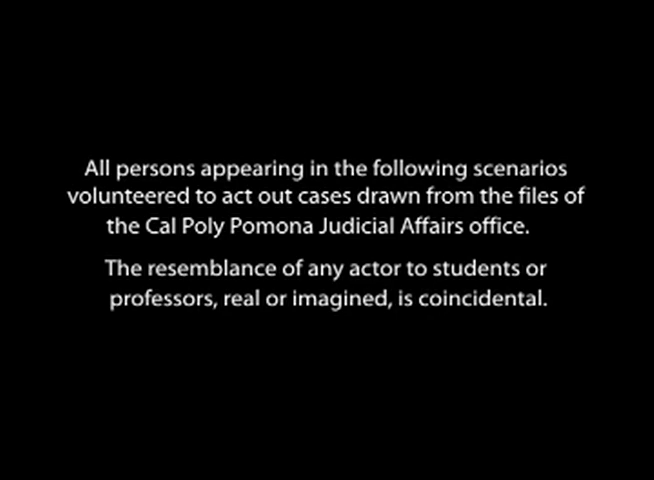 All persons appearing in the following scenarios
volunteered to act out cases drawn from the files of
the Cal Poly Pomona Judicial Affairs office.
The resemblance of any actor to students or
professors, real or imagined, is coincidental.